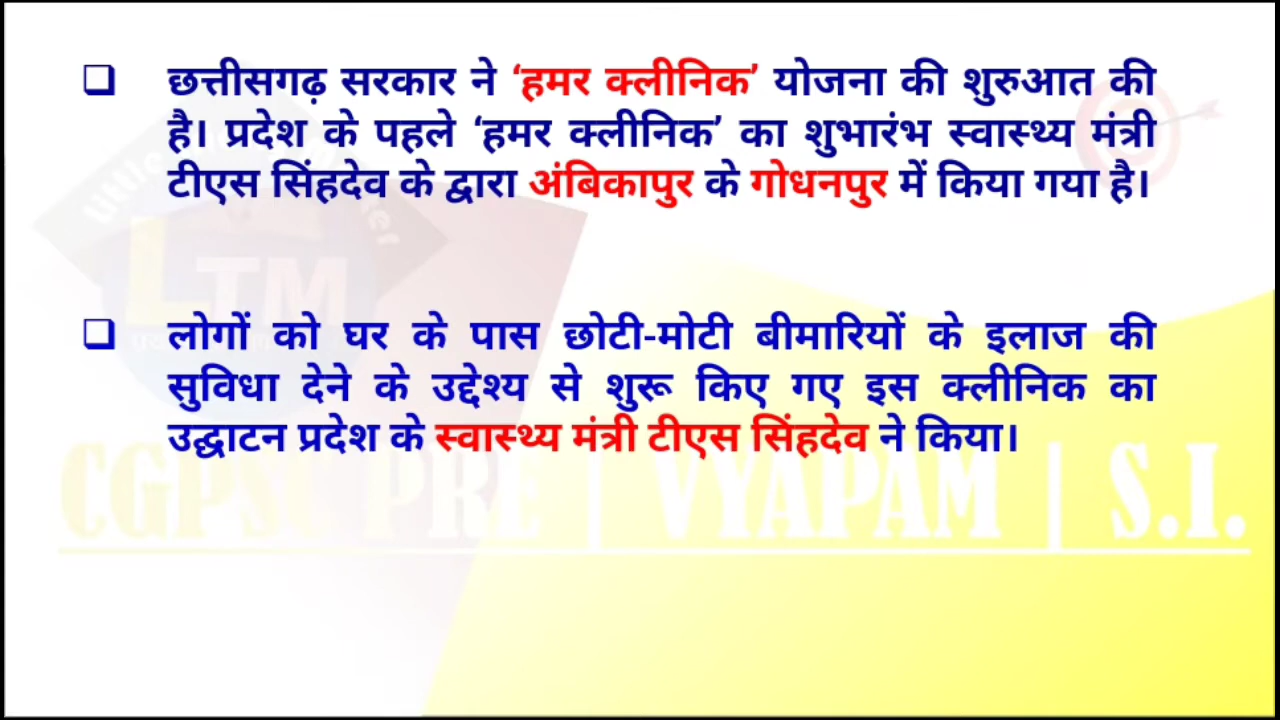 ❑ छत्तीसगढ़ सरकार ने ‘हमर क्लीनिक’ योजना की शुरुआत की
है। प्रदेश के पहले ‘हमर क्लीनिक’ का शुभारंभ स्वास्थ्य मंत्री
टीएस सिंहदेव के द्वारा अंबिकापुर के गोधनपुर में किया गया है।
❑ लोगों को घर के पास छोटी-मोटी बीमारियों के इलाज की
सुविधा देने के उद्देश्य से शुरू किए गए इस क्लीनिक का
उद्घाटन प्रदेश के स्वास्थ्य मंत्री टीएस सिंहदेव ने किया।
LTM
CGPSC PRE | VYAPAM | S.I.